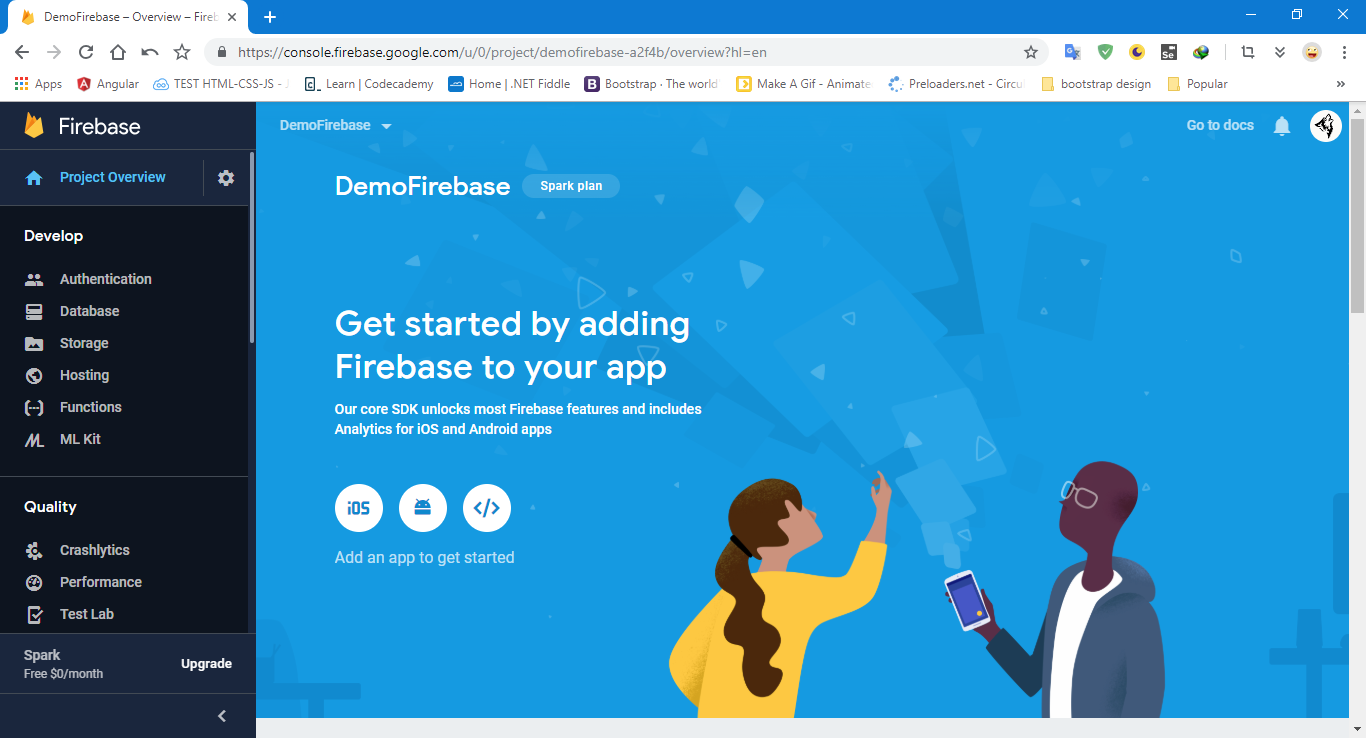 DemoFirebase – Overview – Fireb
https://console.firebase.google.com/u/0/project/demofirebase-a2f4b/overview?hl=en
Se
Apps
Angular
TEST HTML-CSS-JS - J
Learn | Codecademy
Home | .NET Fiddle
B
Bootstrap · The world
Make A Gif - Animate
Preloaders.net - Circul
bootstrap design
Popular
Firebase
DemoFirebase
Go to docs
Project Overview
DemoFirebase
Spark plan
Develop
Authentication
Database
Storage
Hosting
Functions
ML Kit
Get started by adding
Firebase to your app
Our core SDK unlocks most Firebase features and includes
Analytics for iOS and Android apps
iOS
Add an app to get started
Quality
Crashlytics
Performance
Test Lab
Spark
Free $0/month
Upgrade